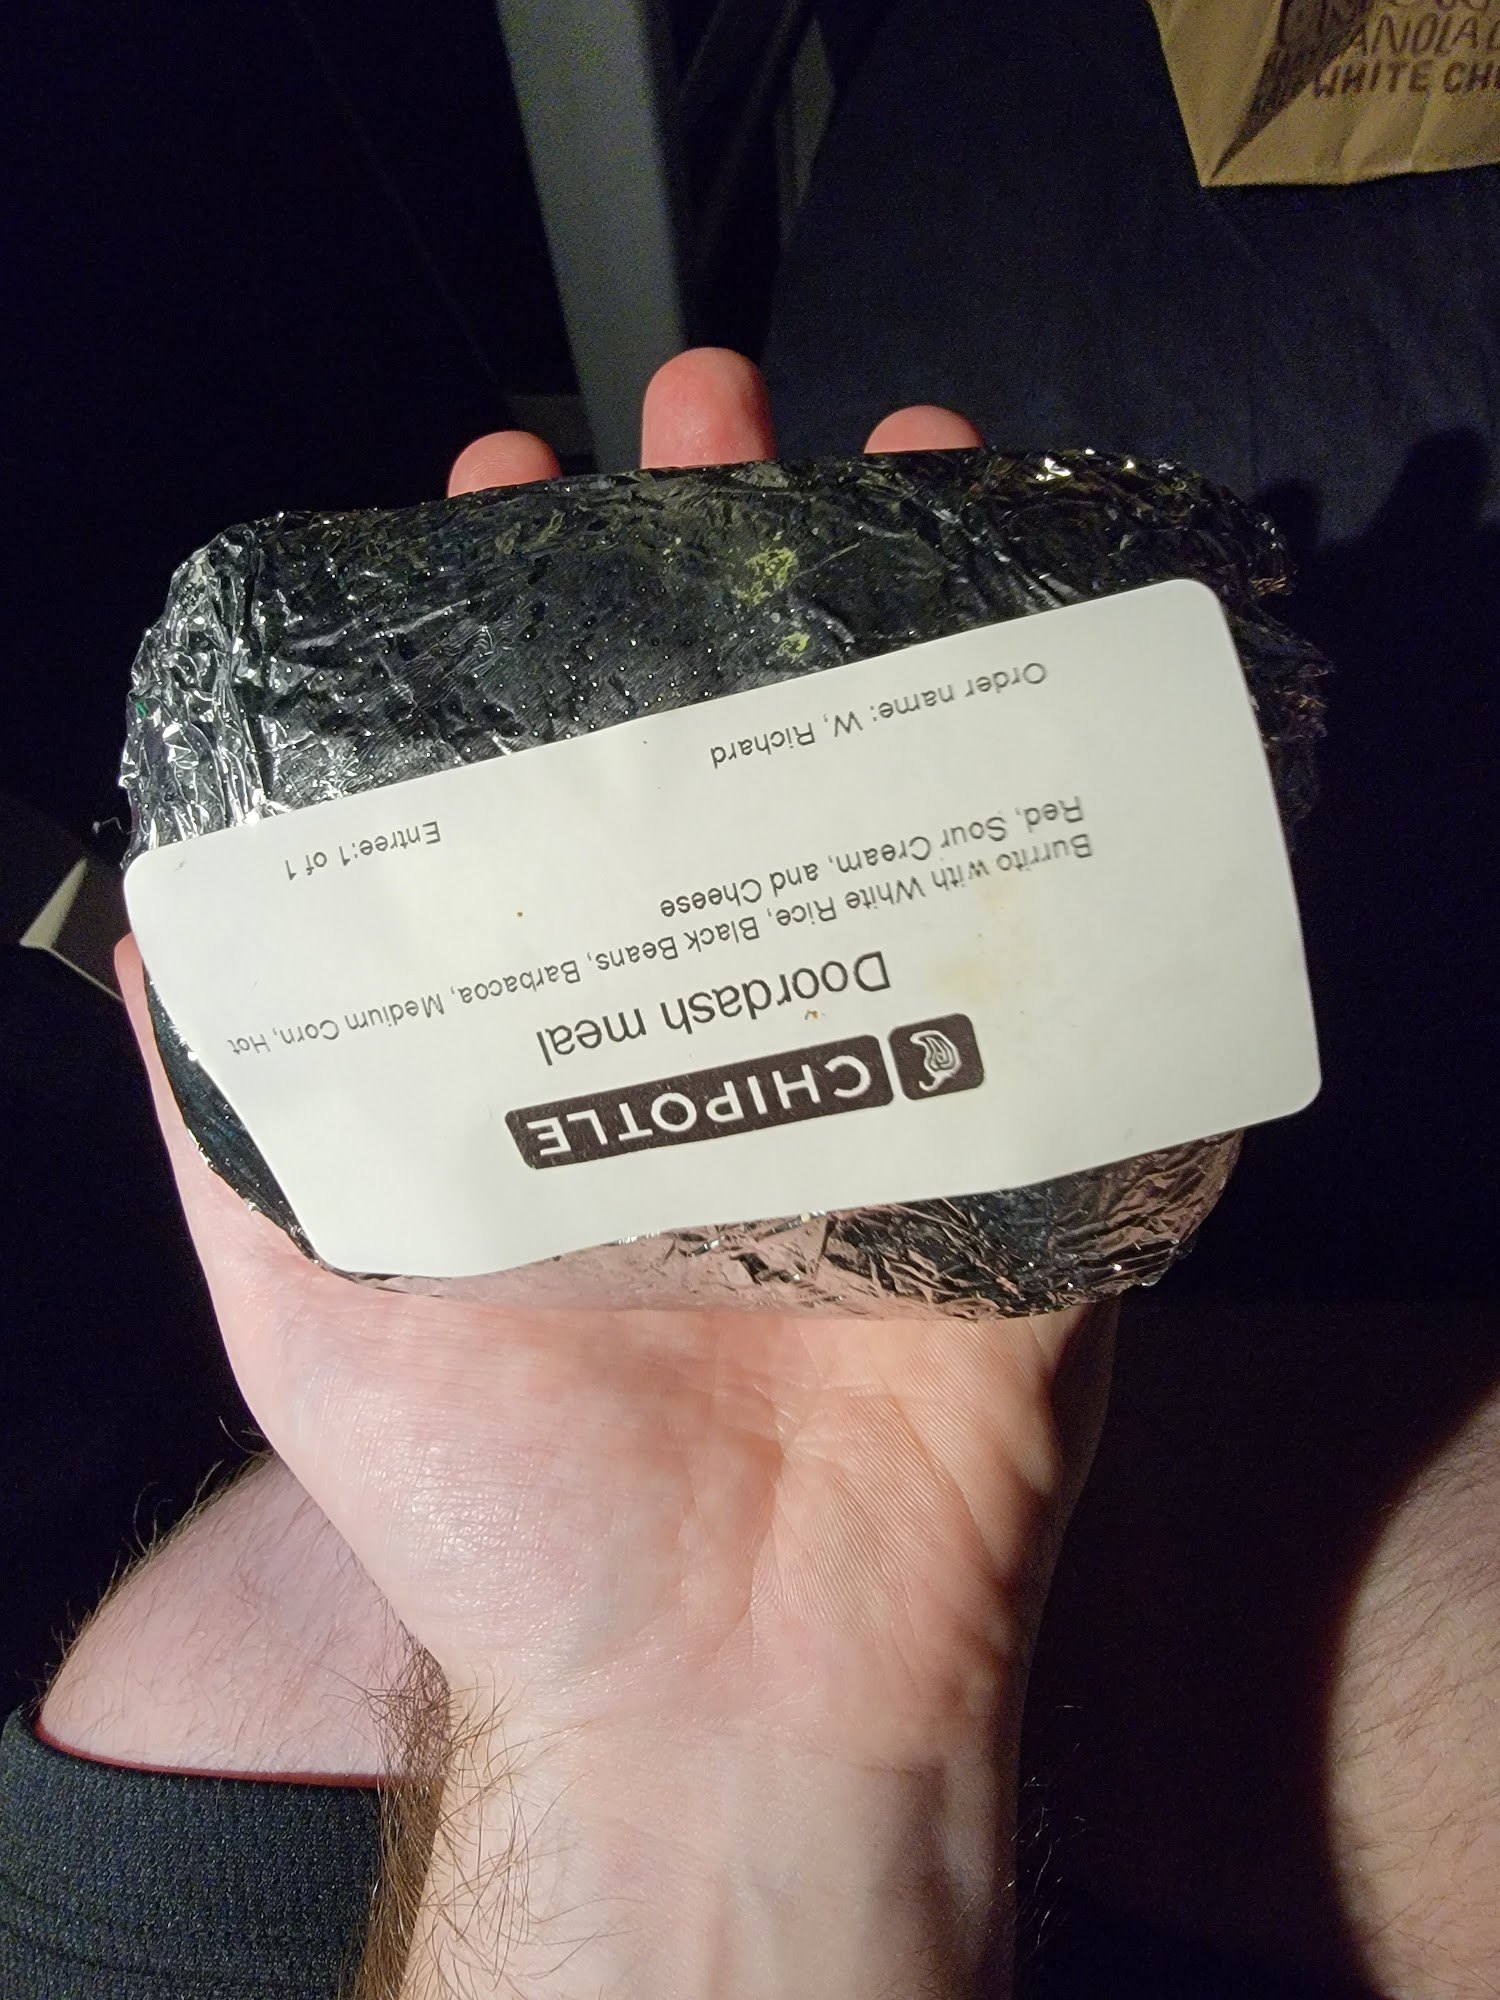 CHIPOTLE
Doordash meal
Burrito with White Rice, Black Beans, Barbacoa, Medium Corn, Hot
Red, Sour Cream, and Cheese
Entree:1 of 1
Order name: W, Richard
WHITE